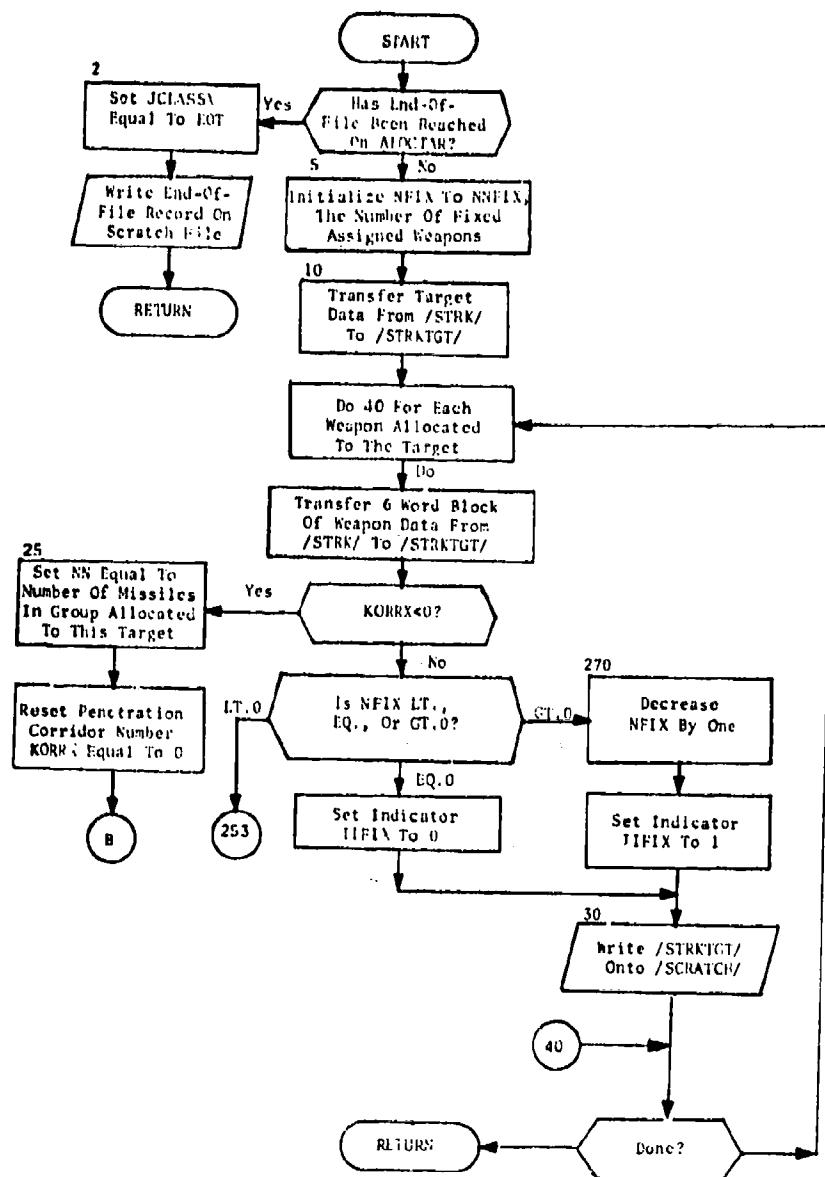 START
2
Set JCLASSX
Equal To EOT
Yes
Has End-Of-
File Been Reached
On ALOCTAR?
No
Write End-Of-
File Record On
Scratch File
RETURN
5
Initialize NFIX To NNFIX,
The Number Of Fixed
Assigned Weapons
10
Transfer Target
Data From /STRK/
To /STRKTGT/
Do 40 For Each
Weapon Allocated
To The Target
Do
Transfer 6 Word Block
Of Weapon Data From
/STRK/ To /STRKTGT/
25
Set NN Equal To
Number Of Missiles
In Group Allocated
To This Target
Yes
KORRX<0?
No
Reset Penetration
Corridor Number
KORRX Equal To 0
B
LT.0
Is NFIX LT.,
EQ., Or GT.0?
GT.0
270
Decrease
NFIX By One
253
EQ.0
Set Indicator
IIFIX To 0
Set Indicator
IIFIX To 1
30
Write /STRKTGT/
Onto /SCRATCH/
40
RETURN
Done?